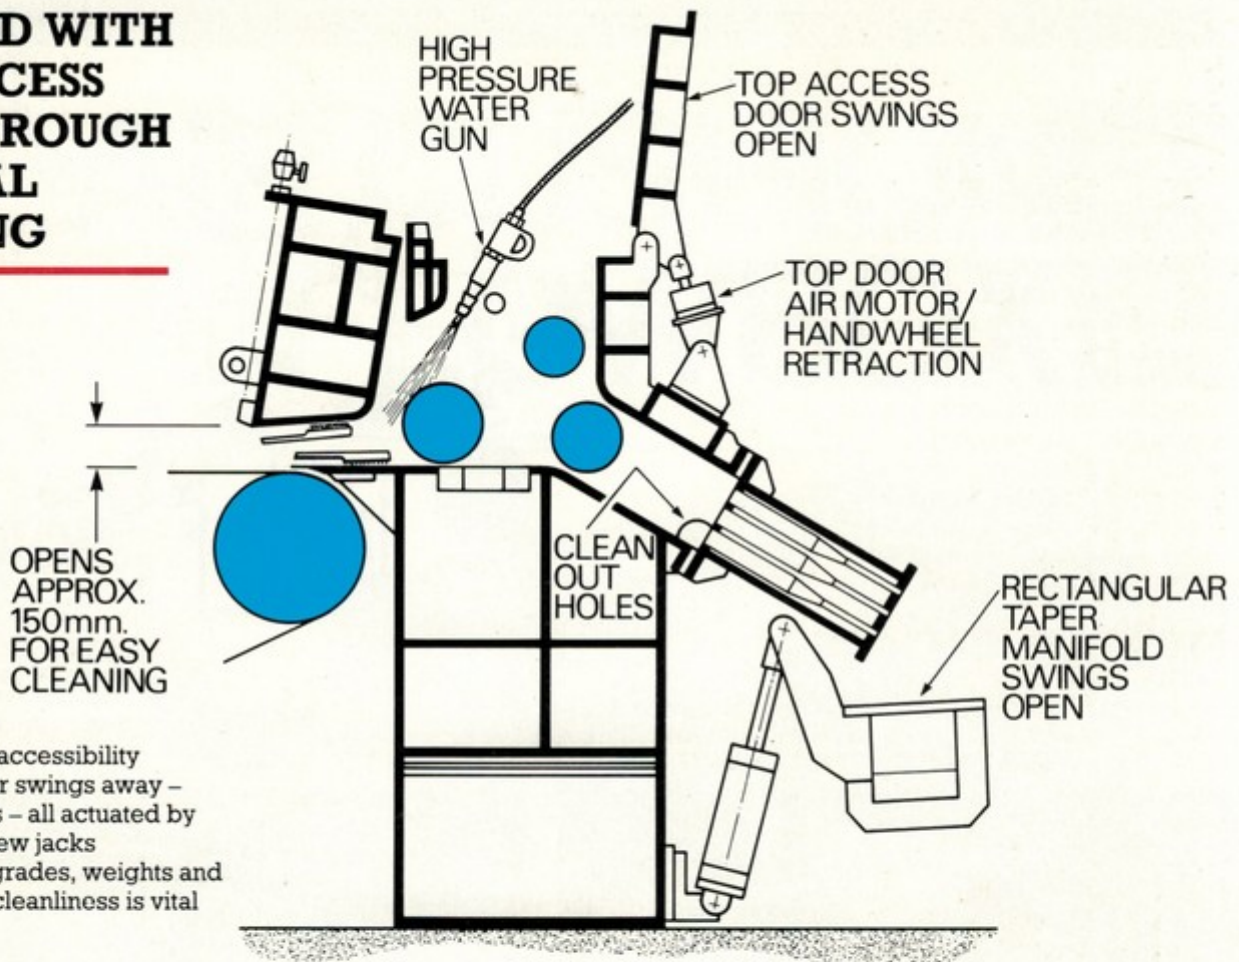 D WITH
CESS
ROUGH
AL
NG
HIGH
PRESSURE
WATER
GUN
TOP ACCESS
DOOR SWINGS
OPEN
TOP DOOR
AIR MOTOR/
HANDWHEEL
RETRACTION
OPENS
APPROX.
150mm.
FOR EASY
CLEANING
CLEAN
OUT
HOLES
RECTANGULAR
TAPER
MANIFOLD
SWINGS
OPEN
accessibility
r swings away –
s – all actuated by
ew jacks
grades, weights and
cleanliness is vital